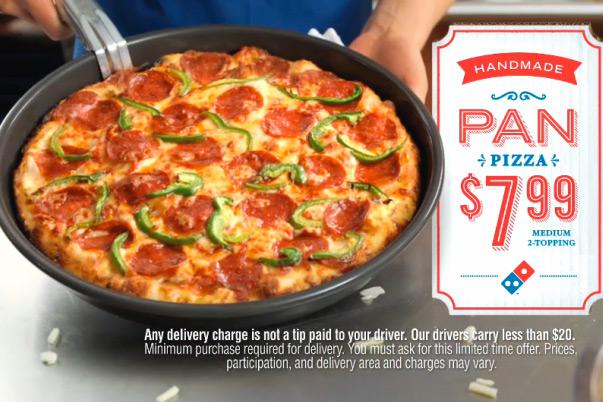 HANDMADE
PAN
PIZZA
$7.99
MEDIUM
2-TOPPING
Any delivery charge is not a tip paid to your driver. Our drivers carry less than $20.
Minimum purchase required for delivery. You must ask for this limited time offer. Prices,
participation, and delivery area and charges may vary.